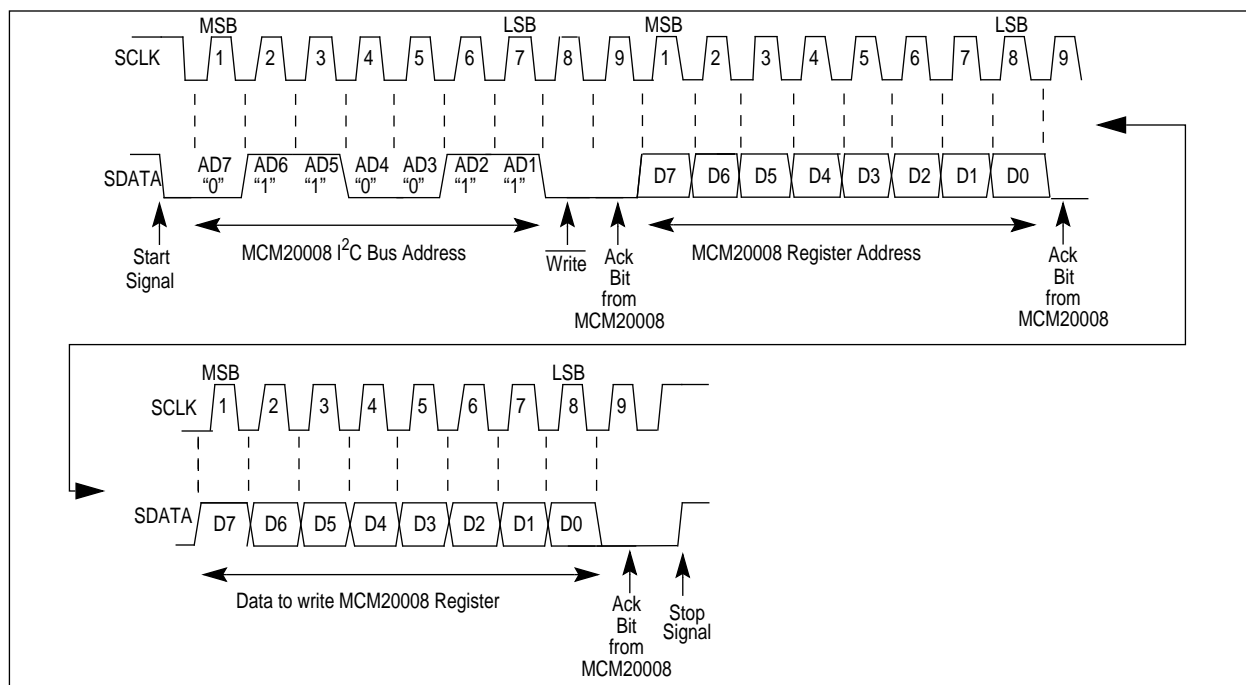 MSB LSB MSB LSB
SCLK 1 2 3 4 5 6 7 8 9 1 2 3 4 5 6 7 8 9
AD7 AD6 AD5 AD4 AD3 AD2 AD1
SDATA “0” “1” “1” “0” “0” “1” “1” D7 D6 D5 D4 D3 D2 D1 D0
Start
Signal
MCM20008 I²C Bus Address
Write
Ack
Bit
from
MCM20008
MCM20008 Register Address
Ack
Bit
from
MCM20008
MSB LSB
SCLK 1 2 3 4 5 6 7 8 9
SDATA D7 D6 D5 D4 D3 D2 D1 D0
Data to write MCM20008 Register
Ack
Bit
from
MCM20008
Stop
Signal